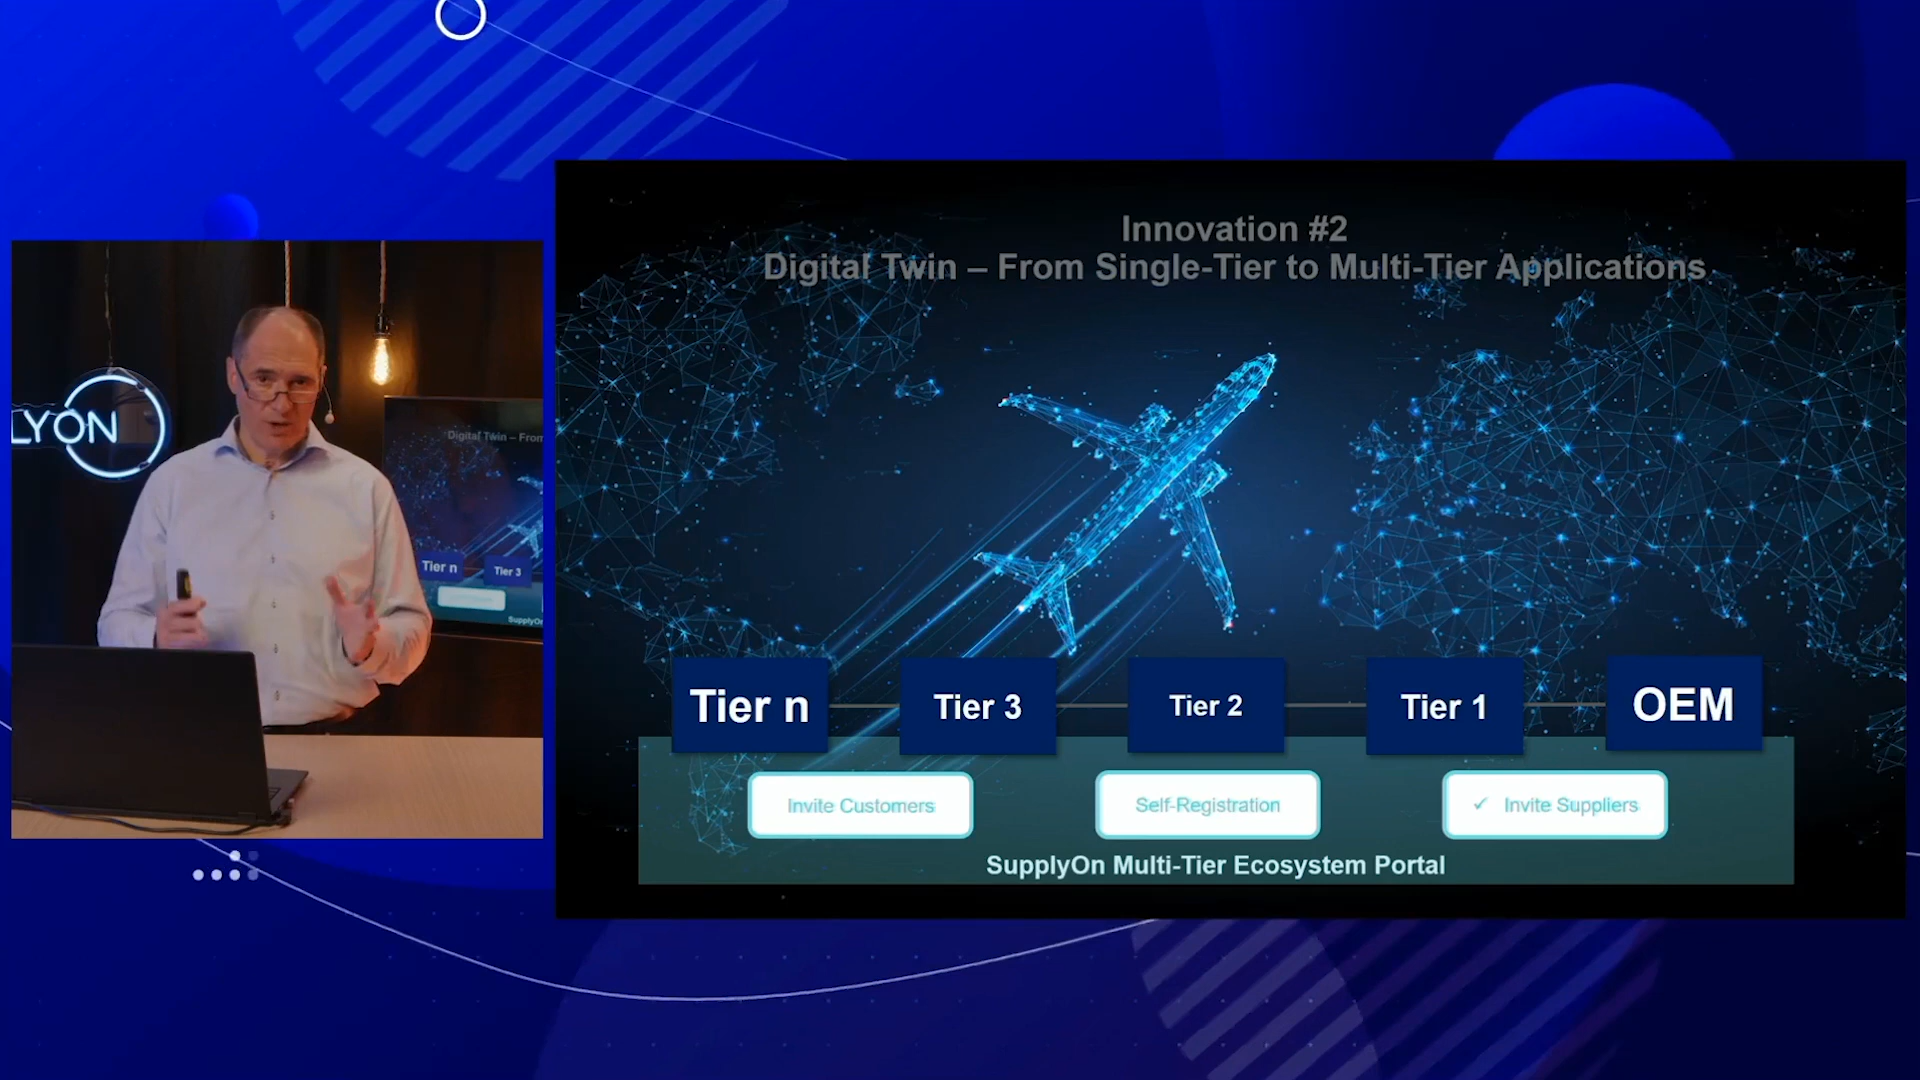 LYON
Digital Twin – From
Tier n
Tier 3
SupplyOn
Innovation #2
Digital Twin – From Single-Tier to Multi-Tier Applications
Tier n
Tier 3
Tier 2
Tier 1
OEM
Invite Customers
Self-Registration
✓ Invite Suppliers
SupplyOn Multi-Tier Ecosystem Portal